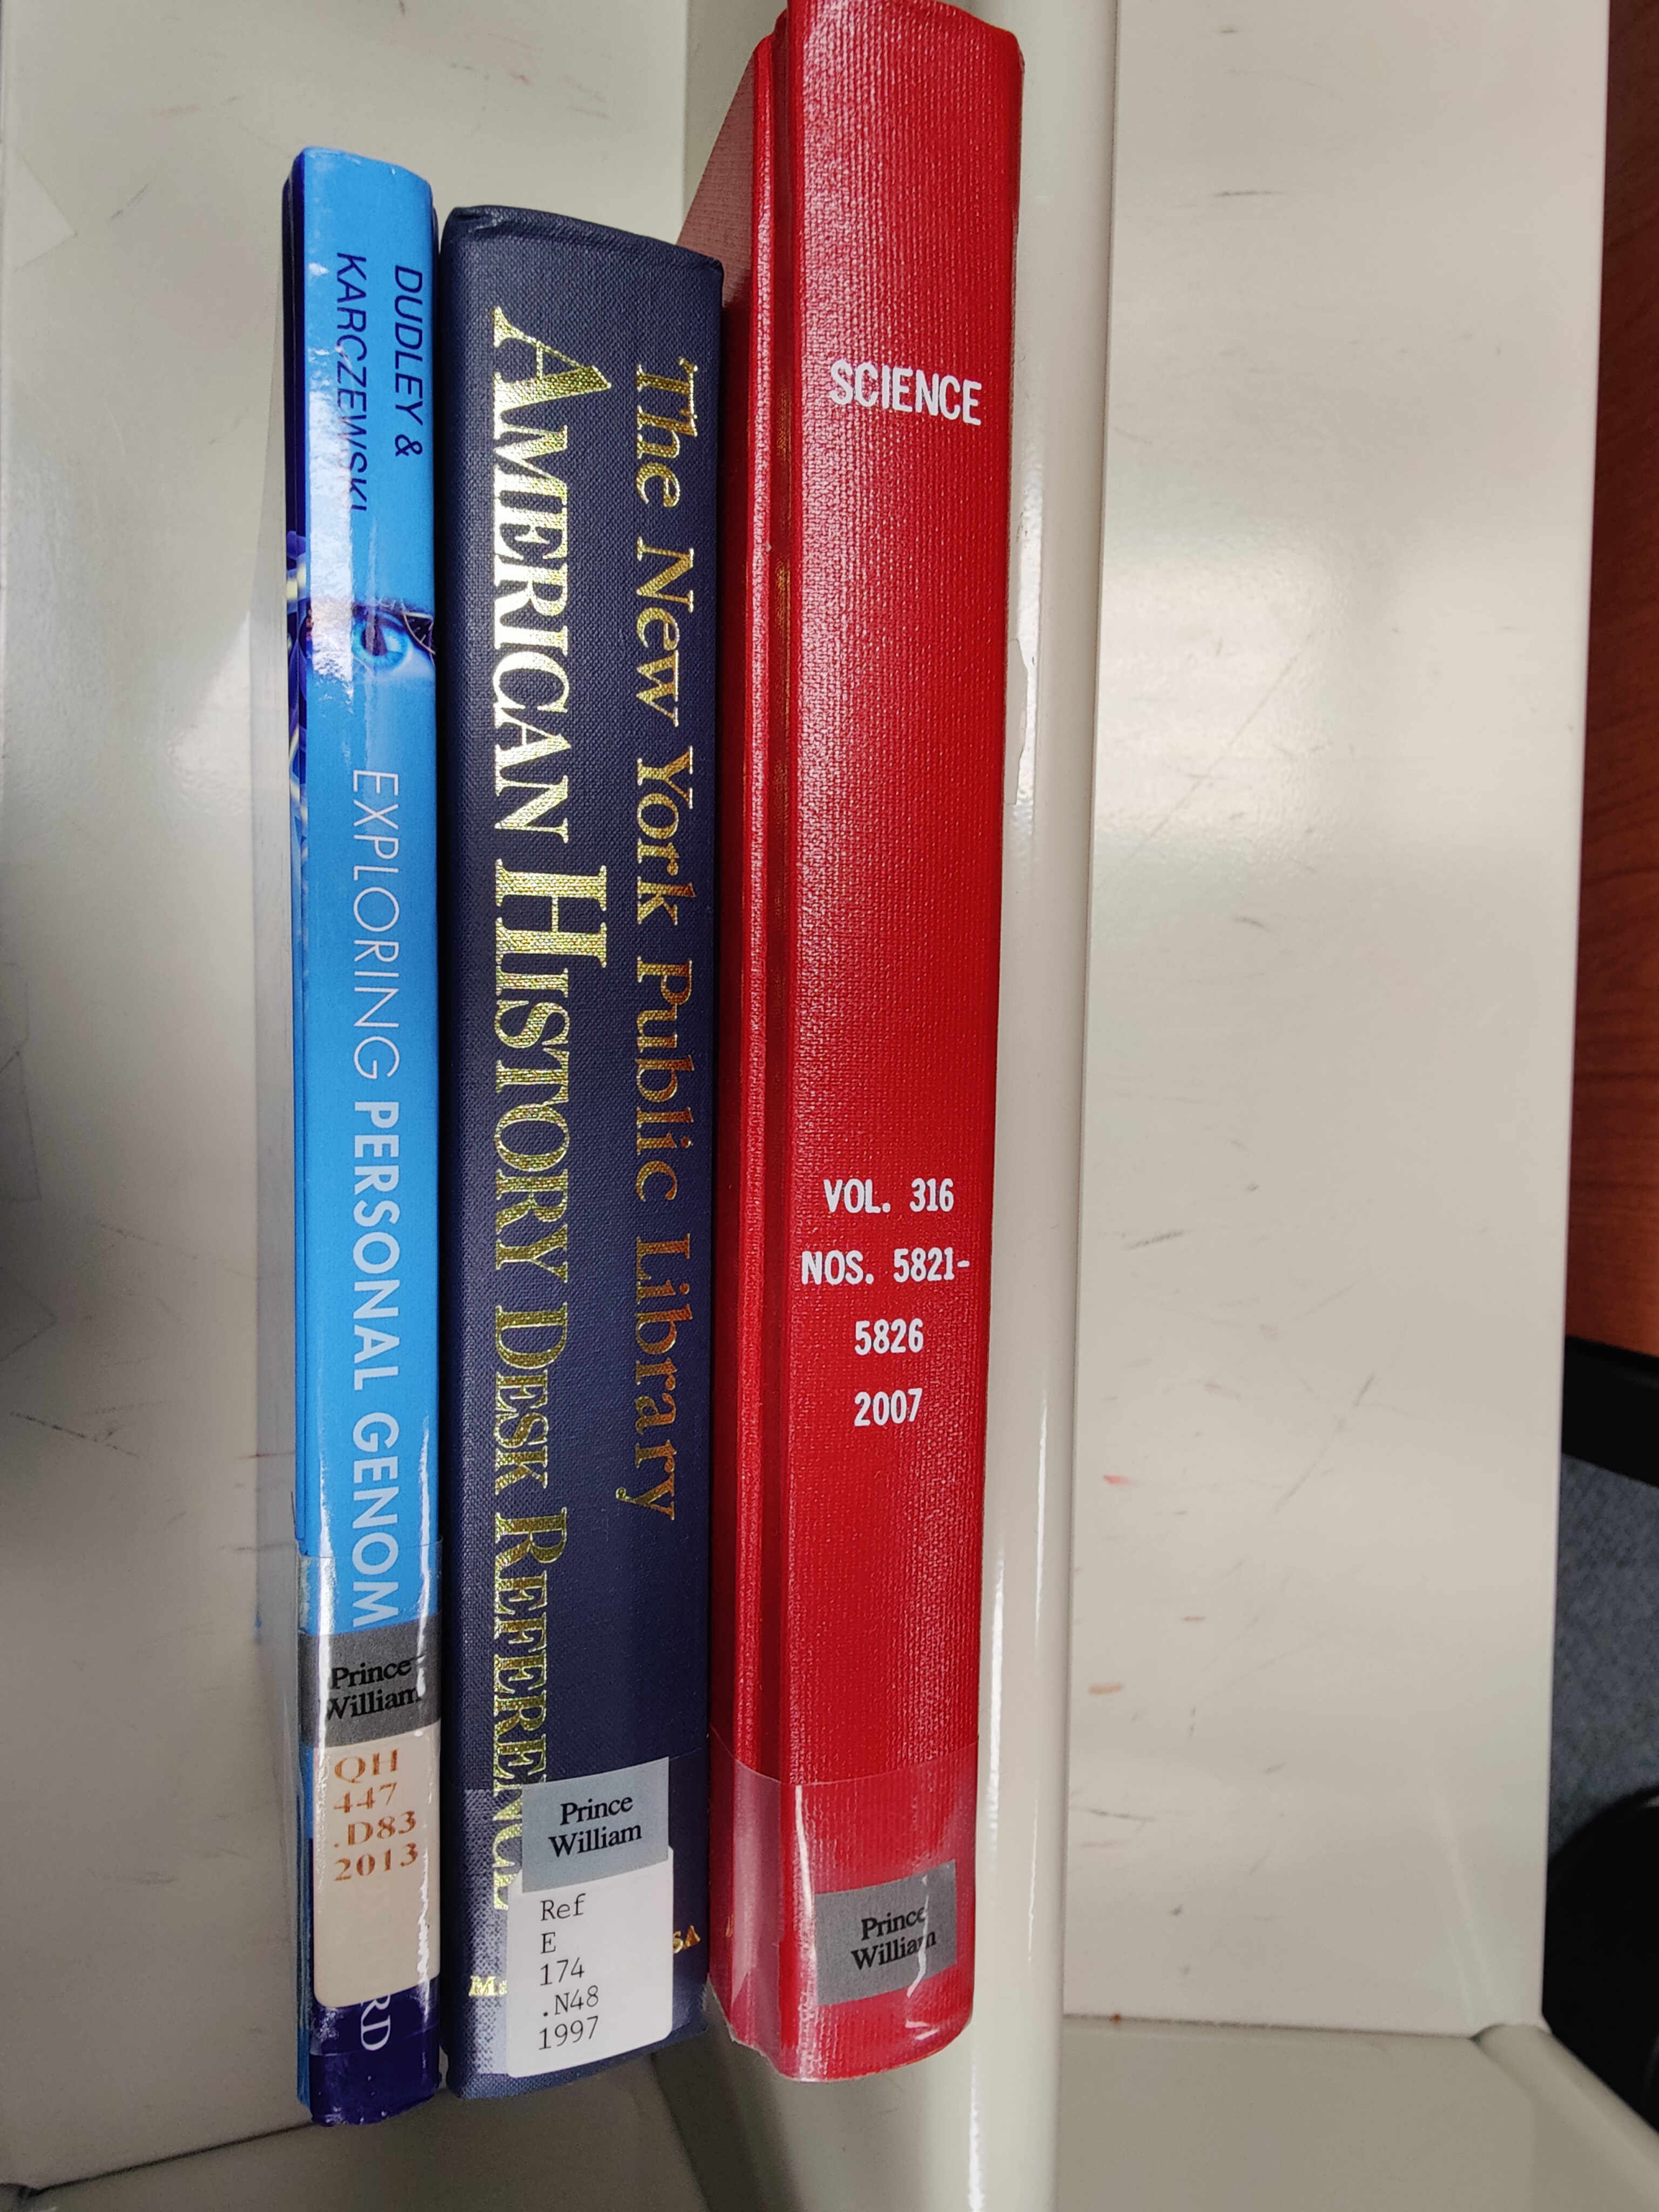 DUDLEY &
KARCZEWSKI
EXPLORING PERSONAL GENOM
Prince
William
QH
447
.D83
2013
RD
The New York Public Library
AMERICAN HISTORY DESK REFERENCE
Prince
William
Ref
E
174
.N48
1997
SCIENCE
VOL. 316
NOS. 5821-
5826
2007
Prince
William